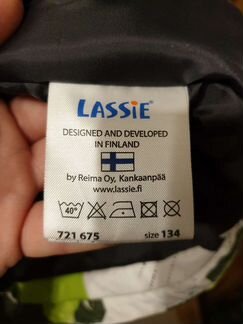 LASSiE
DESIGNED AND DEVELOPED
IN FINLAND
by Reima Oy, Kankaanpää
www.lassie.fi
40°
721 675 size 134